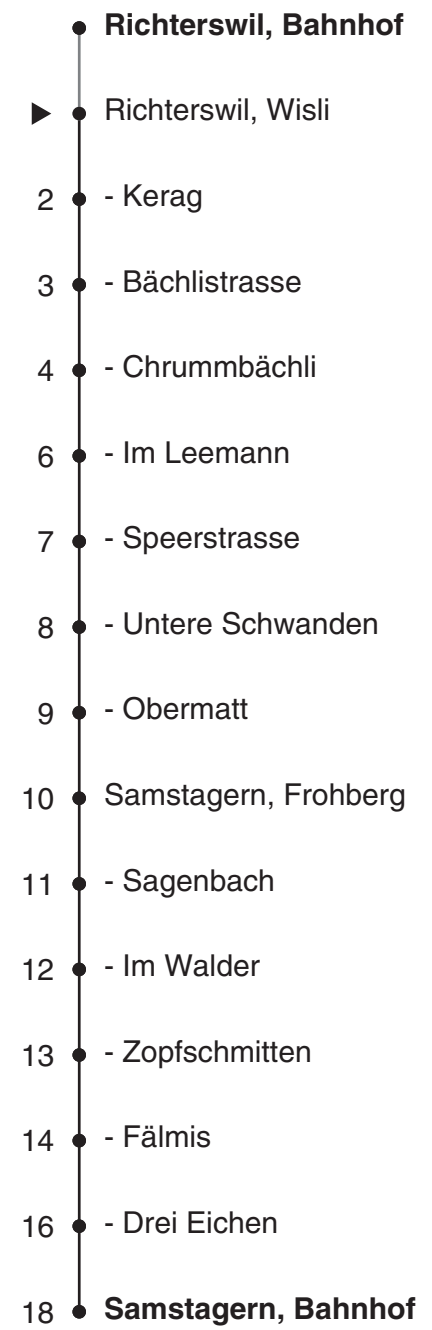 Richterswil, Bahnhof
Richterswil, Wisli
2 - Kerag
3 - Bächlistrasse
4 - Chrummbächli
6 - Im Leemann
7 - Speerstrasse
8 - Untere Schwanden
9 - Obermatt
10 Samstagern, Frohberg
11 - Sagenbach
12 - Im Walder
13 - Zopfschmitten
14 - Fälmis
16 - Drei Eichen
18 Samstagern, Bahnhof